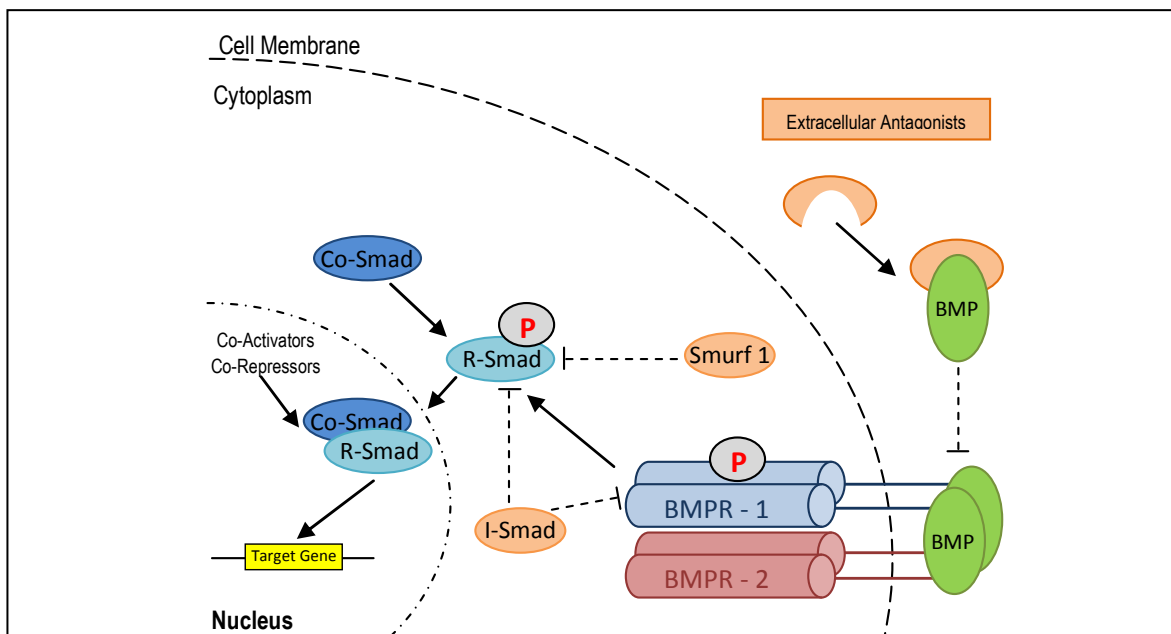 Cell Membrane
Cytoplasm
Extracellular Antagonists
Co-Smad
BMP
P
R-Smad
Smurf 1
Co-Activators
Co-Repressors
Co-Smad
R-Smad
P
BMPR - 1
I-Smad
BMP
Target Gene
BMPR - 2
Nucleus